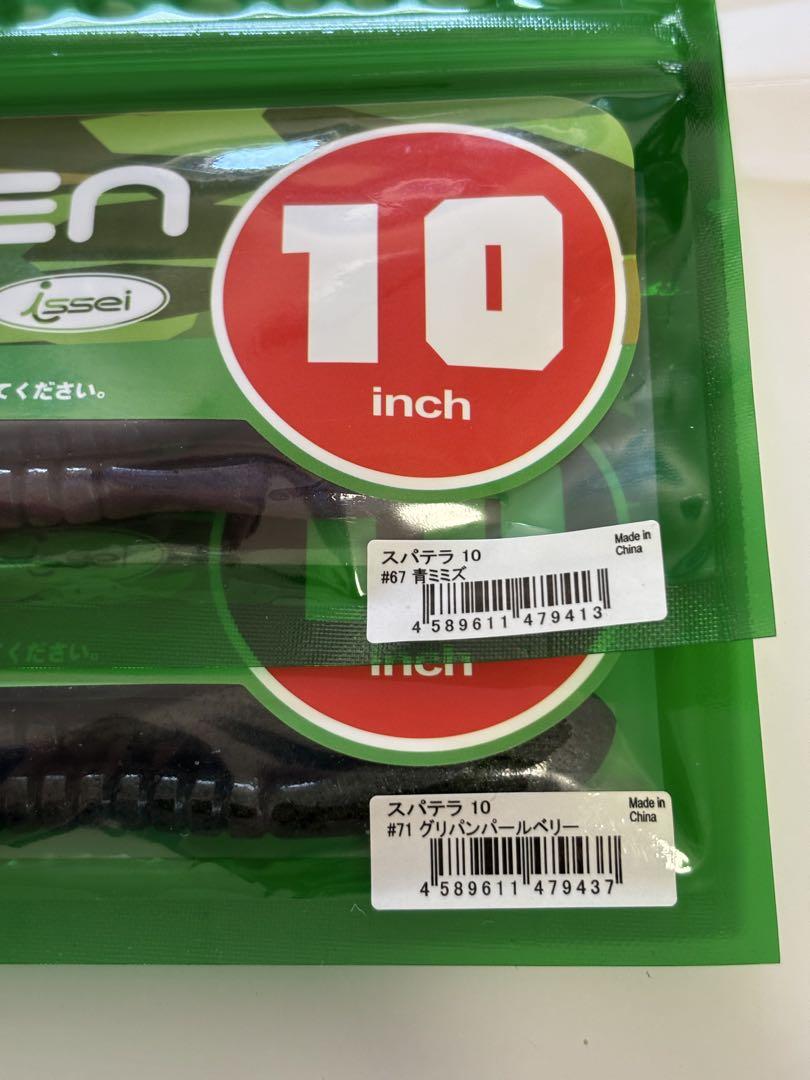 en
issei
10
inch
てください。
スパテラ 10
Made in
China
#67 青ミミズ
4 589611 479413
ください。
inch
スパテラ 10
Made in
China
#71 グリパンパールベリー
4 589611 479437